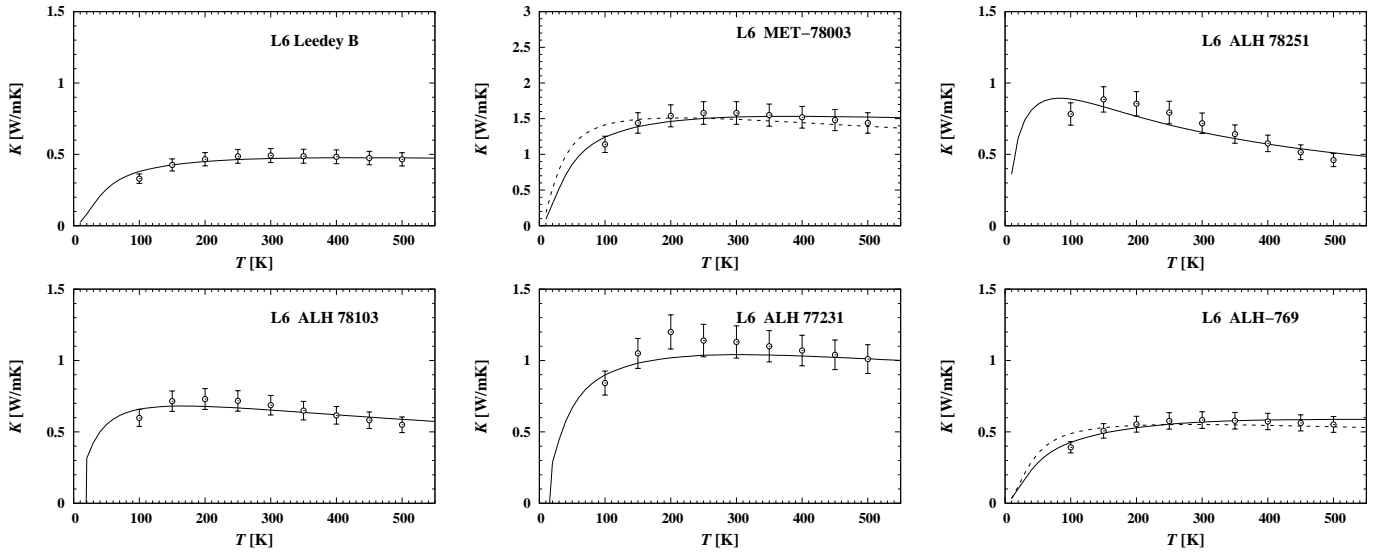 L6 Leedey B
K [W/mK]
1.5
1
0.5
0
0 100 200 300 400 500
T [K]
L6 MET−78003
K [W/mK]
3
2.5
2
1.5
1
0.5
0
0 100 200 300 400 500
T [K]
L6 ALH 78251
K [W/mK]
1.5
1
0.5
0
0 100 200 300 400 500
T [K]
L6 ALH 78103
K [W/mK]
1.5
1
0.5
0
0 100 200 300 400 500
T [K]
L6 ALH 77231
K [W/mK]
1.5
1
0.5
0
0 100 200 300 400 500
T [K]
L6 ALH−769
K [W/mK]
1.5
1
0.5
0
0 100 200 300 400 500
T [K]